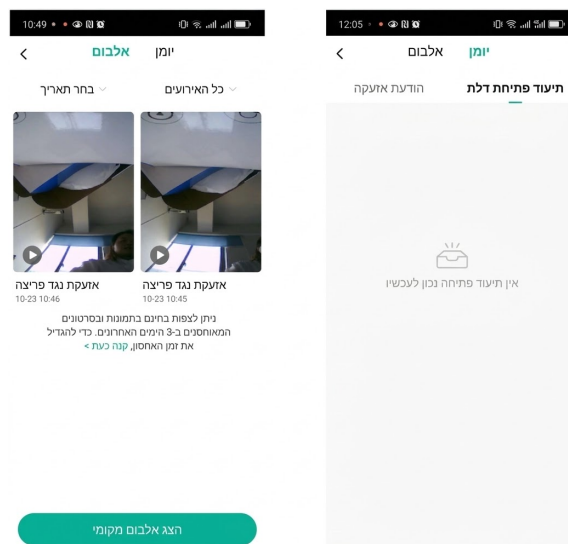 10:49
יומן
אלבום
כל האירועים
בחר תאריך
אזעקת נגד פריצה
10-23 10:45
אזעקת נגד פריצה
10-23 10:46
ניתן לצפות בחינם בתמונות ובסרטונים
המאוחסנים ב-3 הימים האחרונים. כדי להגדיל
את זמן האחסון, קנה כעת >
הצג אלבום מקומי
12:05
יומן
אלבום
תיעוד פתיחת דלת
הודעת אזעקה
אין תיעוד פתיחה נכון לעכשיו